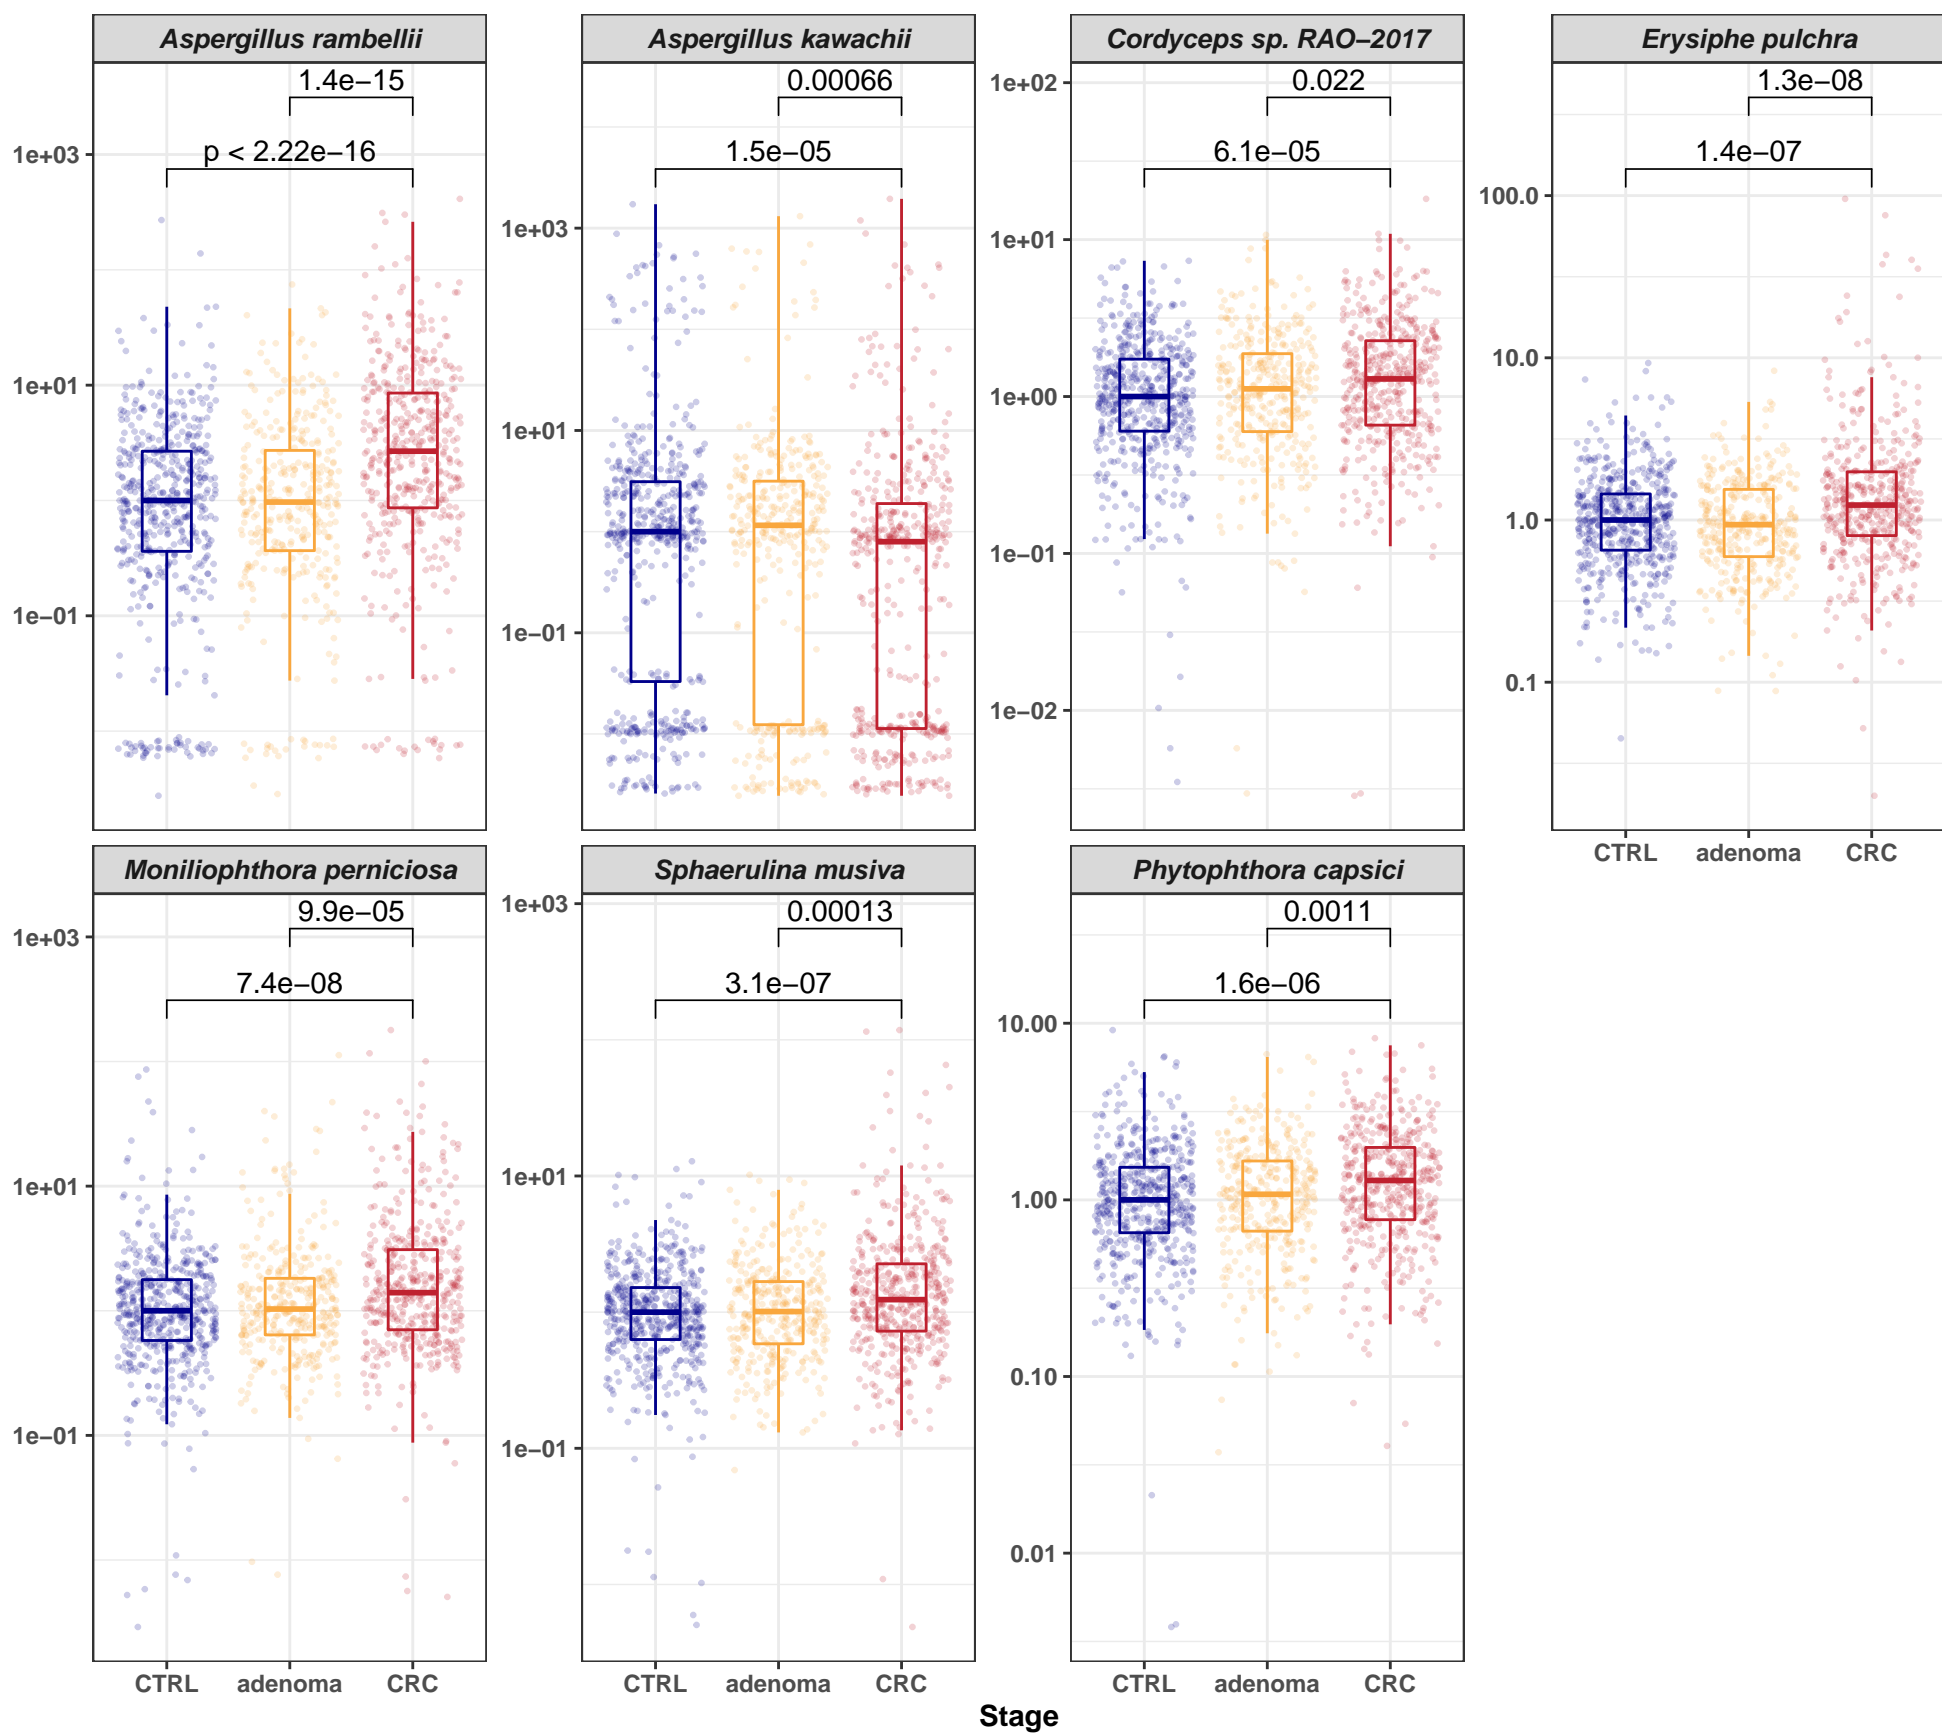 Aspergillus rambellii
1.4e−15
p < 2.22e−16
1e+03
1e+01
1e−01
Aspergillus kawachii
0.00066
1.5e−05
1e+03
1e+01
1e−01
Cordyceps sp. RAO−2017
0.022
6.1e−05
1e+02
1e+01
1e+00
1e−01
1e−02
Erysiphe pulchra
1.3e−08
1.4e−07
100.0
10.0
1.0
0.1
CTRL adenoma CRC
Moniliophthora perniciosa
9.9e−05
7.4e−08
1e+03
1e+01
1e−01
CTRL adenoma CRC
Sphaerulina musiva
0.00013
3.1e−07
1e+03
1e+01
1e−01
CTRL adenoma CRC
Phytophthora capsici
0.0011
1.6e−06
10.00
1.00
0.10
0.01
CTRL adenoma CRC
Stage